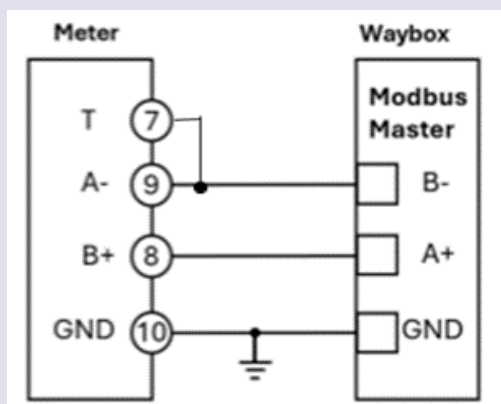 Meter Waybox
Modbus
Master
T 7
A- 9 B-
B+ 8 A+
GND 10 GND